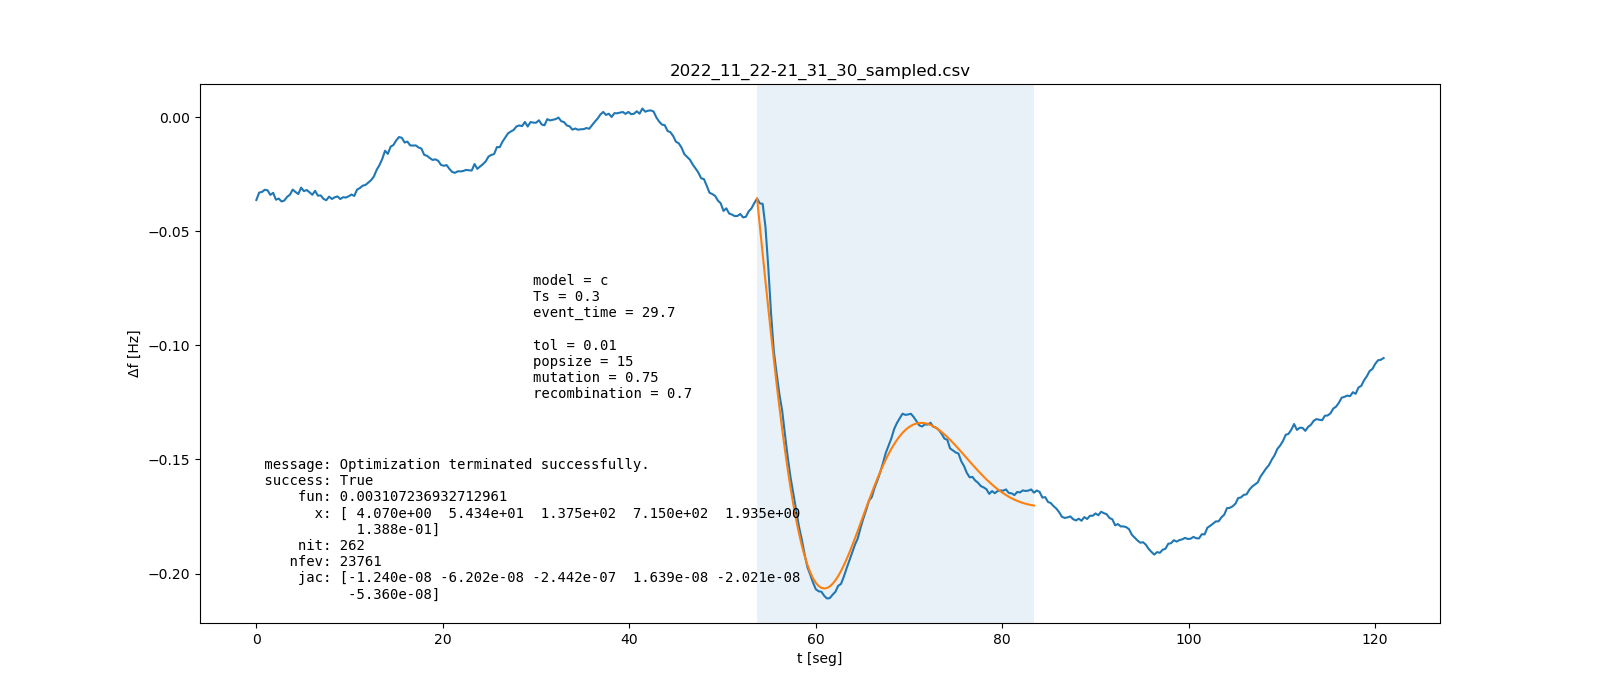 2022_11_22-21_31_30_sampled.csv
0.00
−0.05
−0.10
−0.15
−0.20
Δf [Hz]
model = c
Ts = 0.3
event_time = 29.7
tol = 0.01
popsize = 15
mutation = 0.75
recombination = 0.7
message: Optimization terminated successfully.
success: True
fun: 0.003107236932712961
x: [ 4.070e+00  5.434e+01  1.375e+02  7.150e+02  1.935e+00
1.388e-01]
nit: 262
nfev: 23761
jac: [-1.240e-08 -6.202e-08 -2.442e-07  1.639e-08 -2.021e-08
-5.360e-08]
0 20 40 60 80 100 120
t [seg]